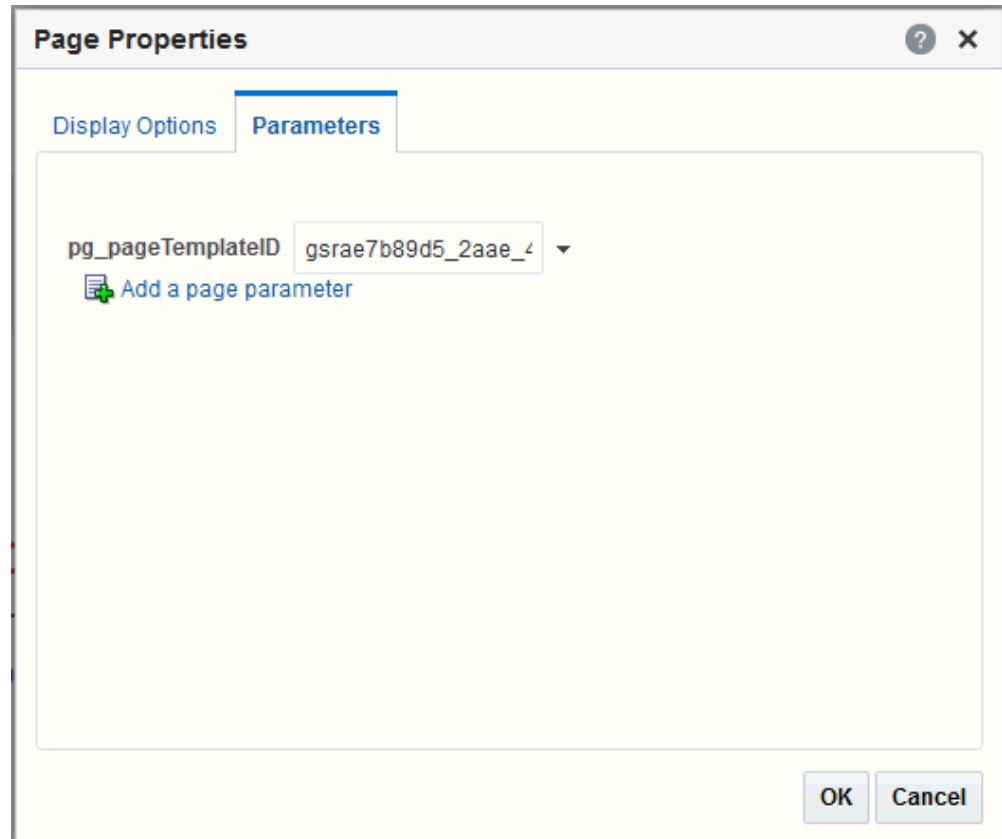 Page Properties
Display Options Parameters
pg_pageTemplateID gsrae7b89d5_2aae_
Add a page parameter
OK Cancel